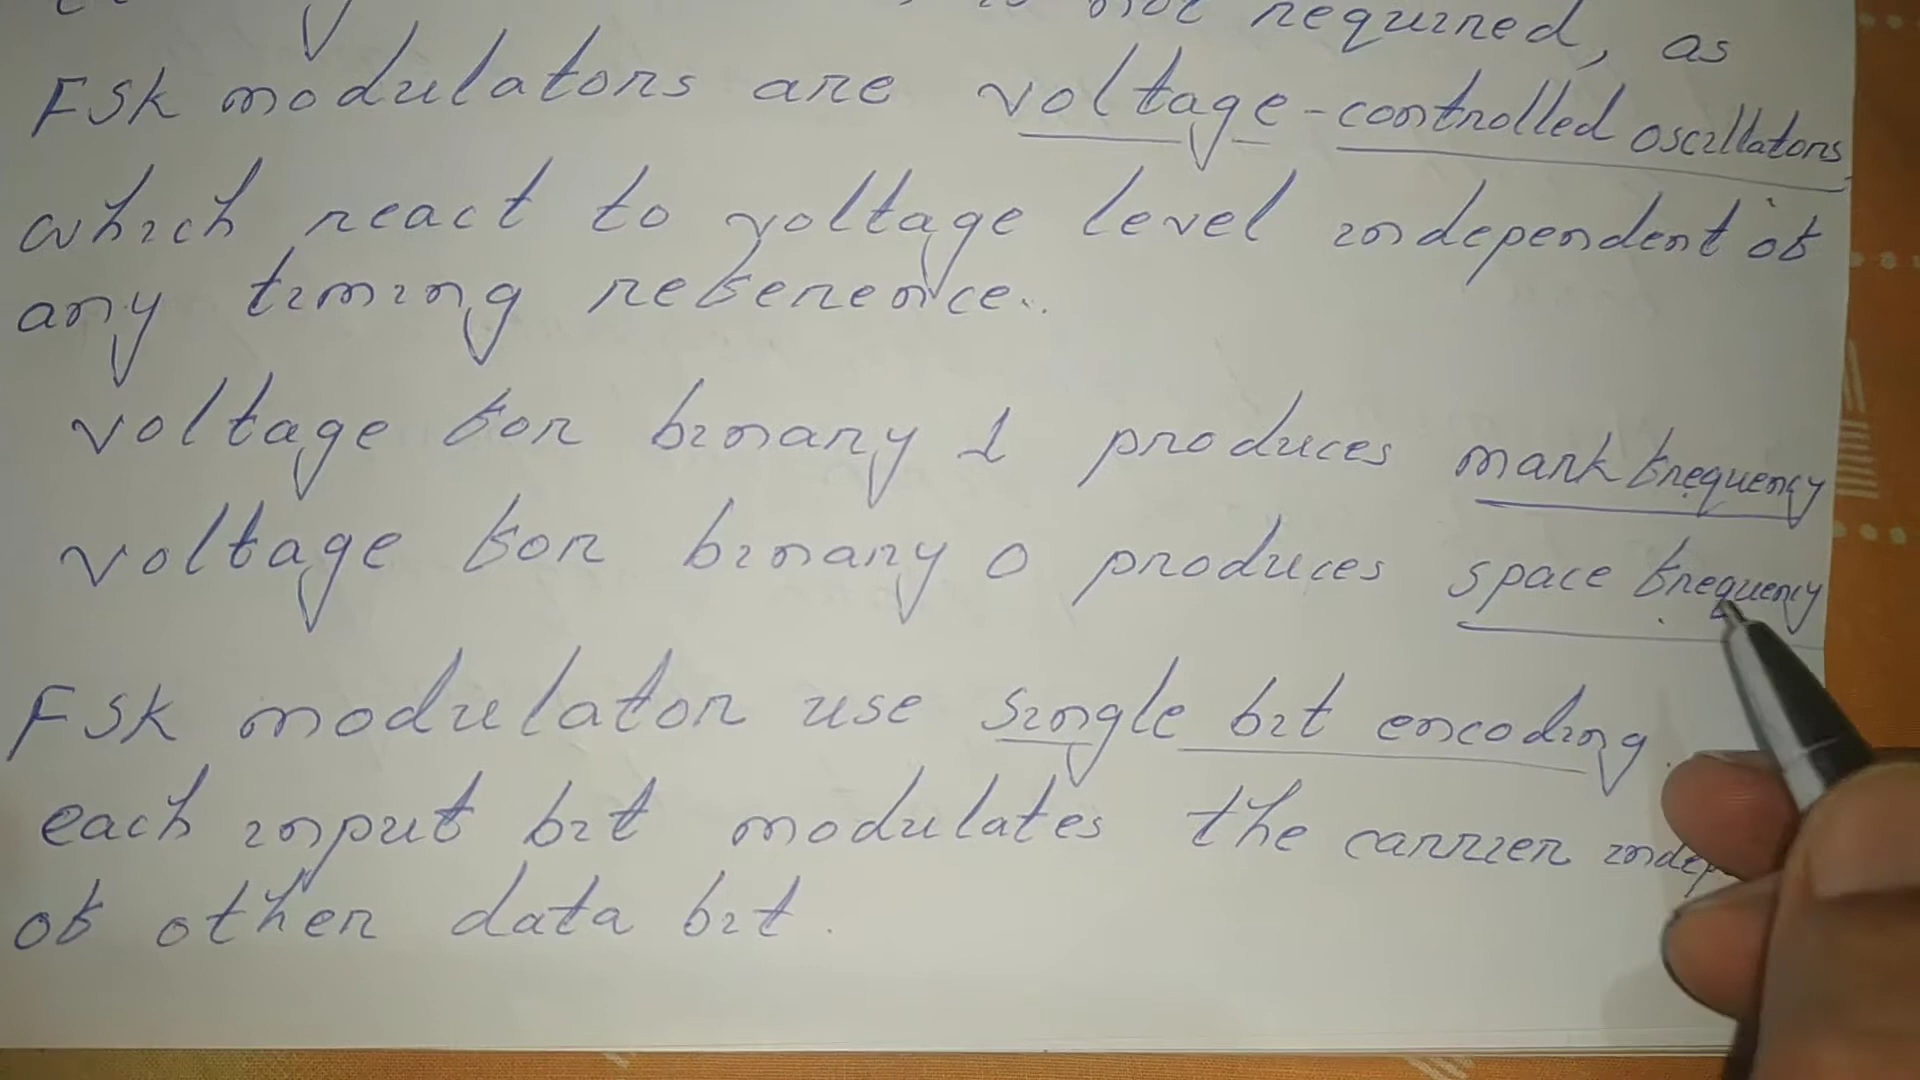 not required, as
FSK modulators are voltage-controlled oscillators
which react to voltage level independent of
any timing reference.
voltage for binary 1 produces mark frequency
voltage for binary 0 produces space frequency
FSK modulator use single bit encoding
each input bit modulates the carrier indep
of other data bit.